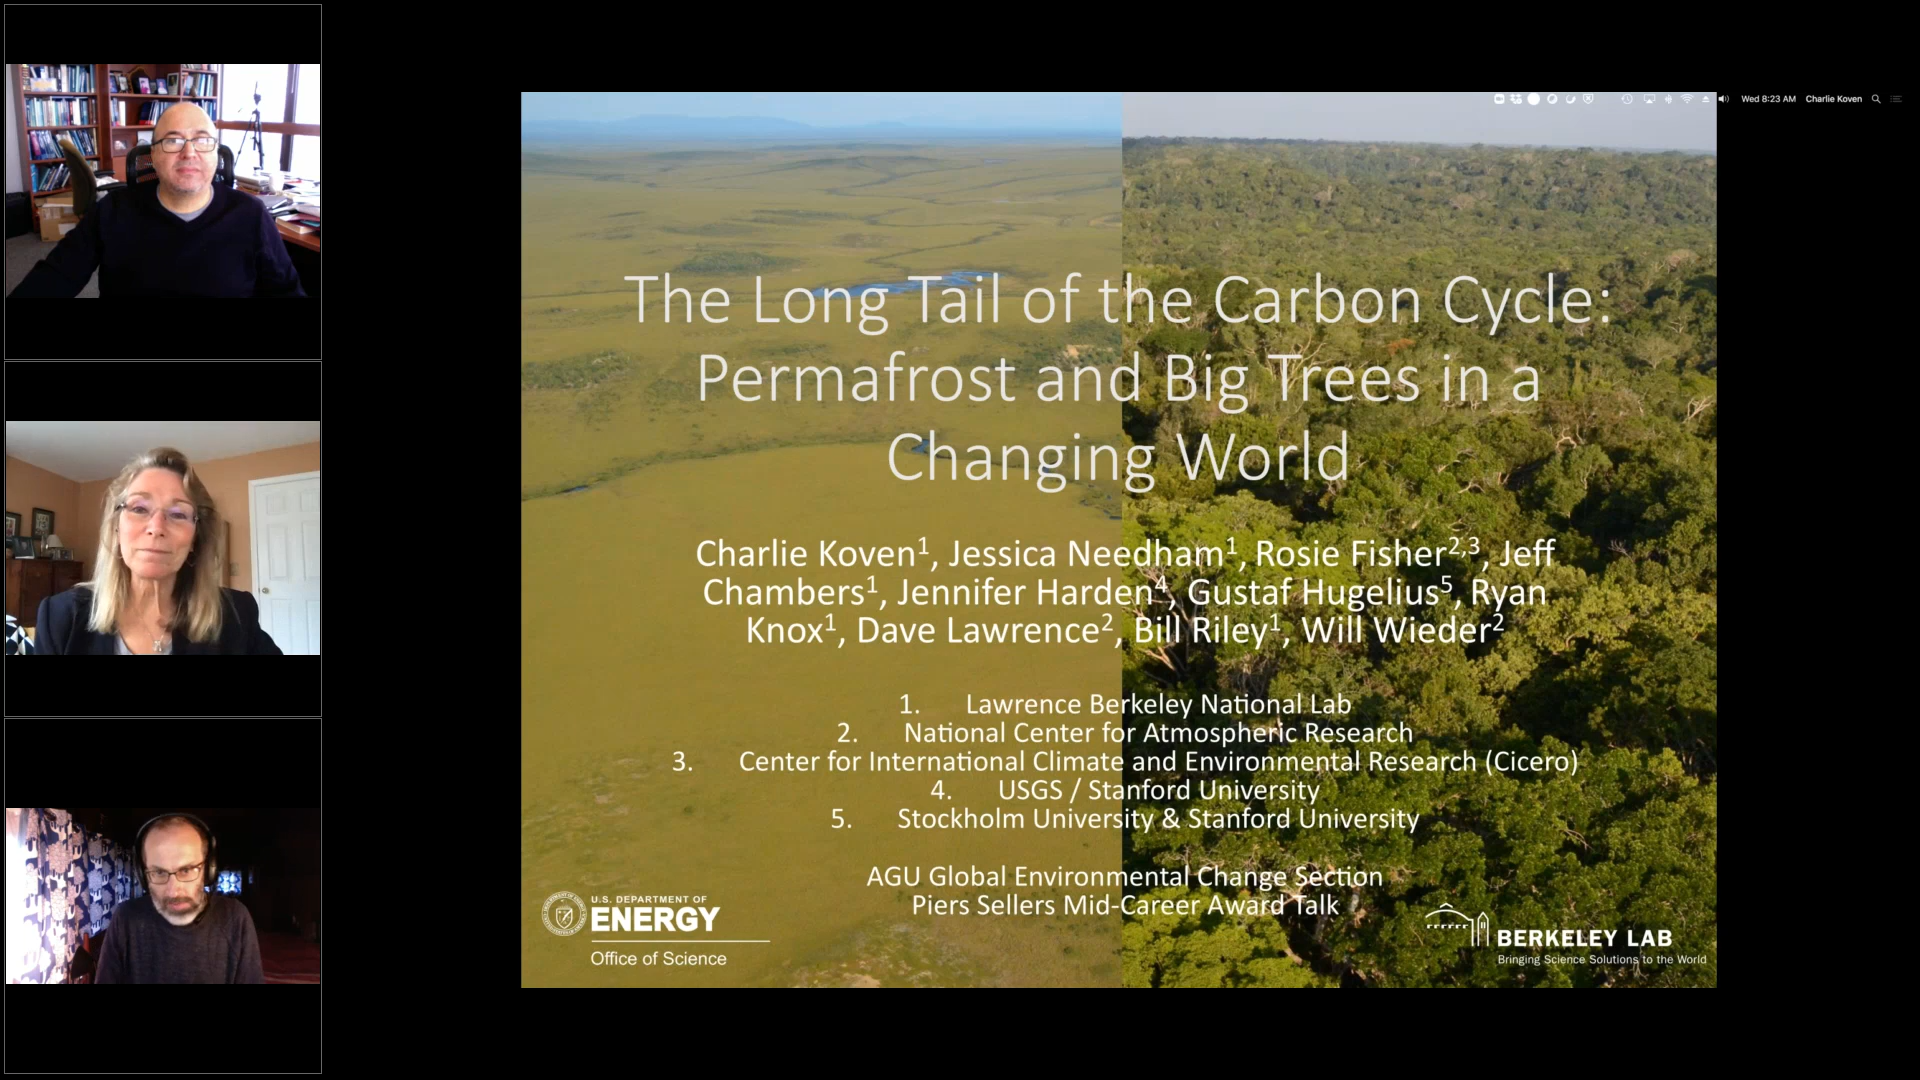 Wed 8:23 AM Charlie Koven
The Long Tail of the Carbon Cycle:
Permafrost and Big Trees in a
Changing World
Charlie Koven1, Jessica Needham1, Rosie Fisher2,3, Jeff
Chambers1, Jennifer Harden4, Gustaf Hugelius5, Ryan
Knox1, Dave Lawrence2, Bill Riley1, Will Wieder2
1. Lawrence Berkeley National Lab
2. National Center for Atmospheric Research
3. Center for International Climate and Environmental Research (Cicero)
4. USGS / Stanford University
5. Stockholm University & Stanford University
AGU Global Environmental Change Section
Piers Sellers Mid-Career Award Talk
U.S. DEPARTMENT OF
ENERGY
Office of Science
BERKELEY LAB
Bringing Science Solutions to the World